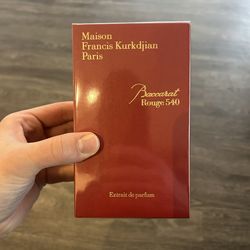 Maison
Francis Kurkdjian
Paris
Baccarat
Rouge 540
Extrait de parfum